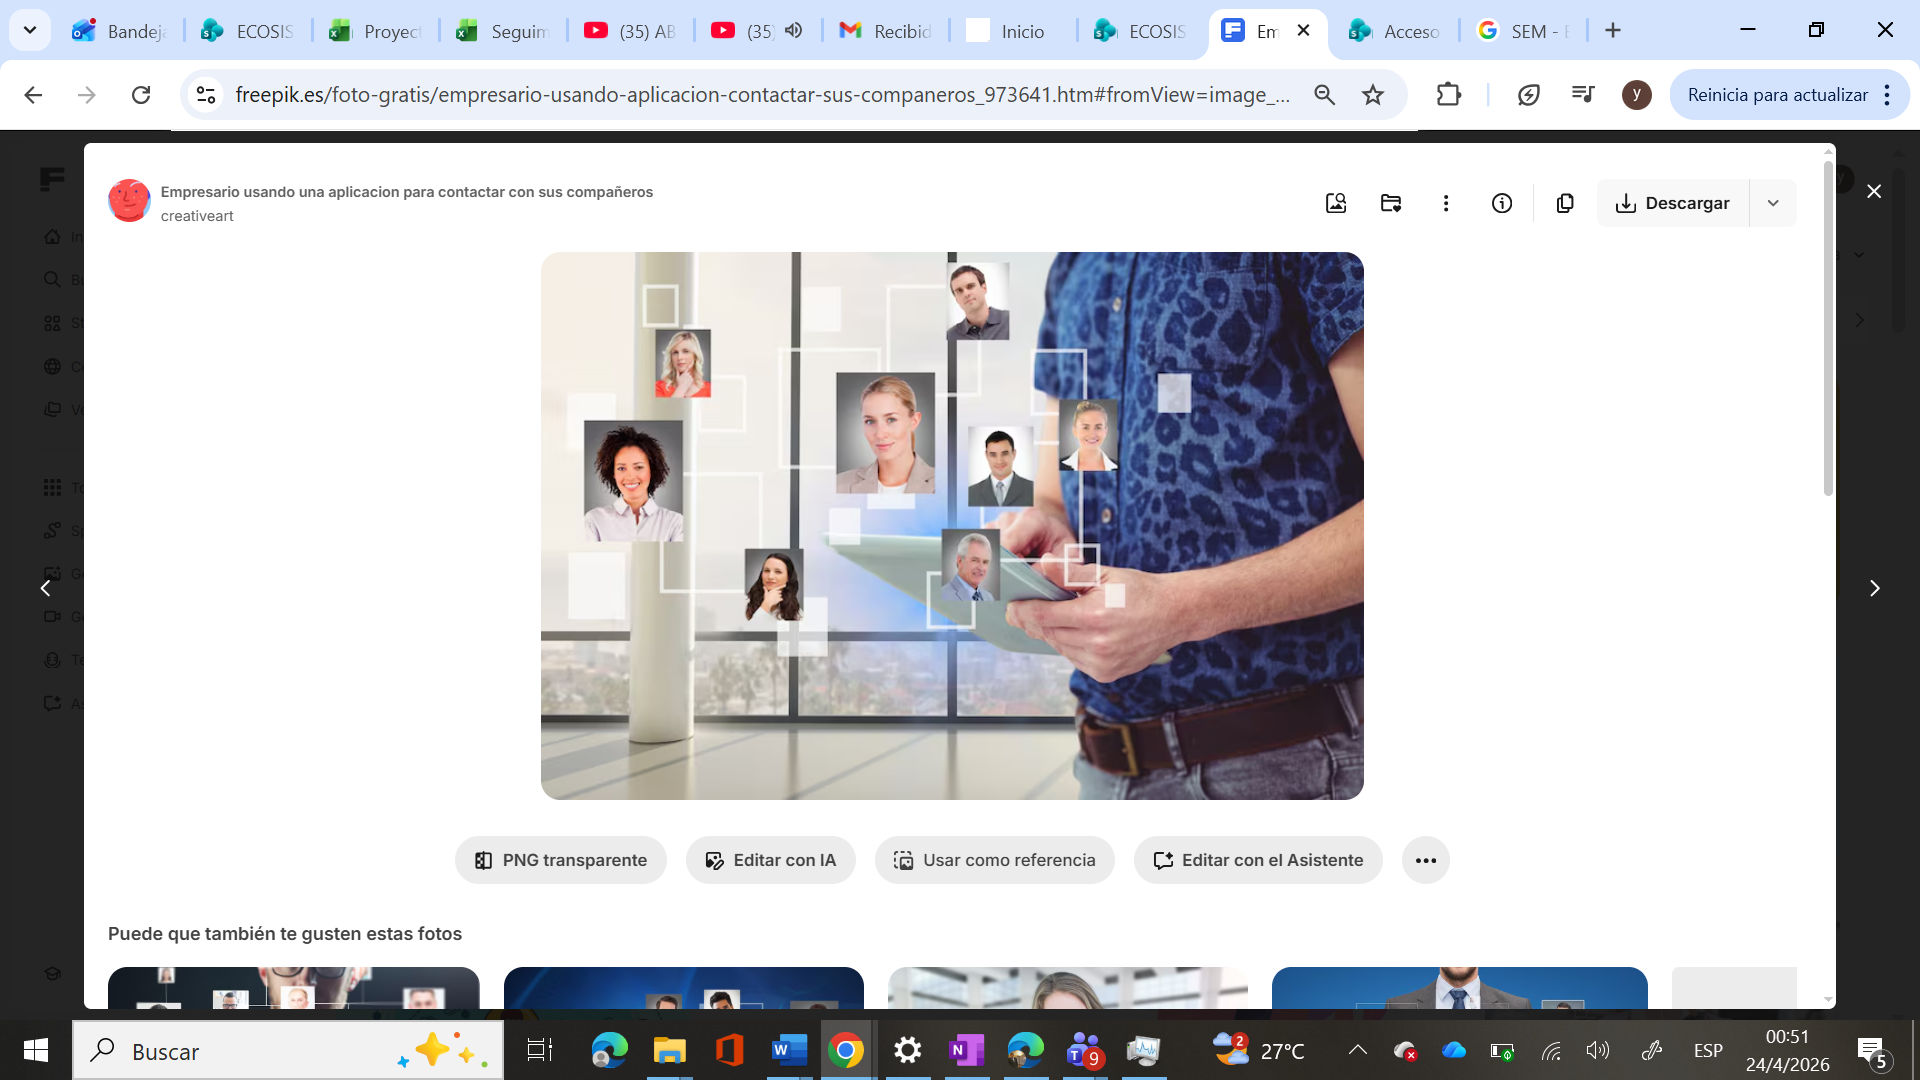 Bandej
ECOSIS
Proyect
Seguim
(35) AB
(35)
Recibid
Inicio
ECOSIS
Em
Acceso
SEM - E
freepik.es/foto-gratis/empresario-usando-aplicacion-contactar-sus-companeros_973641.htm#fromView=image_...
y
Reinicia para actualizar
Empresario usando una aplicacion para contactar con sus compañeros
creativeart
Descargar
PNG transparente
Editar con IA
Usar como referencia
Editar con el Asistente
Puede que también te gusten estas fotos
Buscar
9
2
27°C
ESP
00:51
24/4/2026
5